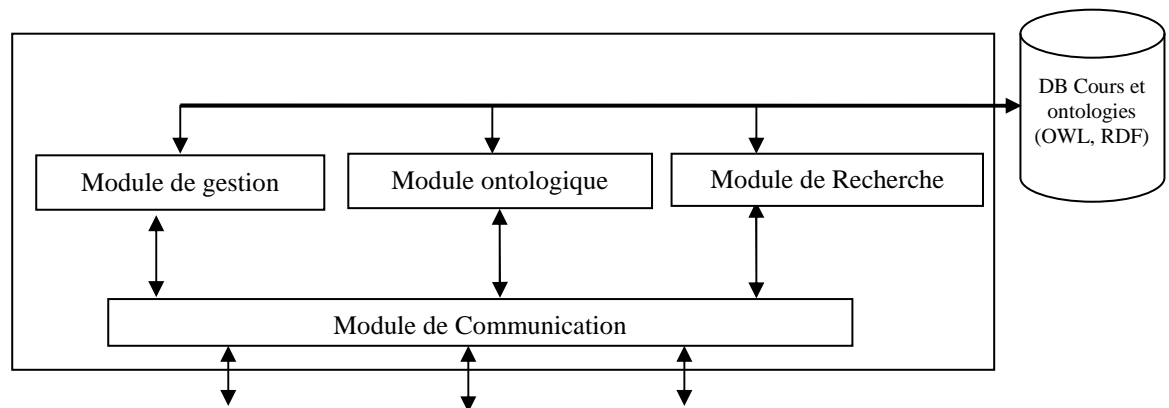 DB Cours et
ontologies
(OWL, RDF)
Module de gestion
Module ontologique
Module de Recherche
Module de Communication